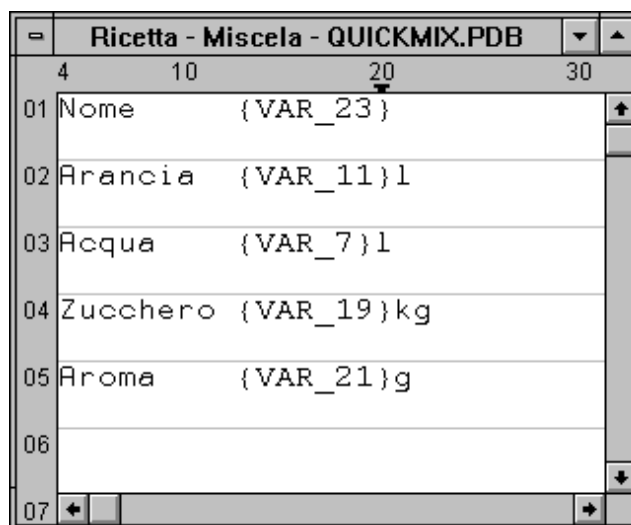 Ricetta - Miscela - QUICKMIX.PDB
4 10 20 30
01 Nome {VAR_23}
02 Arancia {VAR_11}l
03 Acqua {VAR_7}l
04 Zucchero {VAR_19}kg
05 Aroma {VAR_21}g
06
07